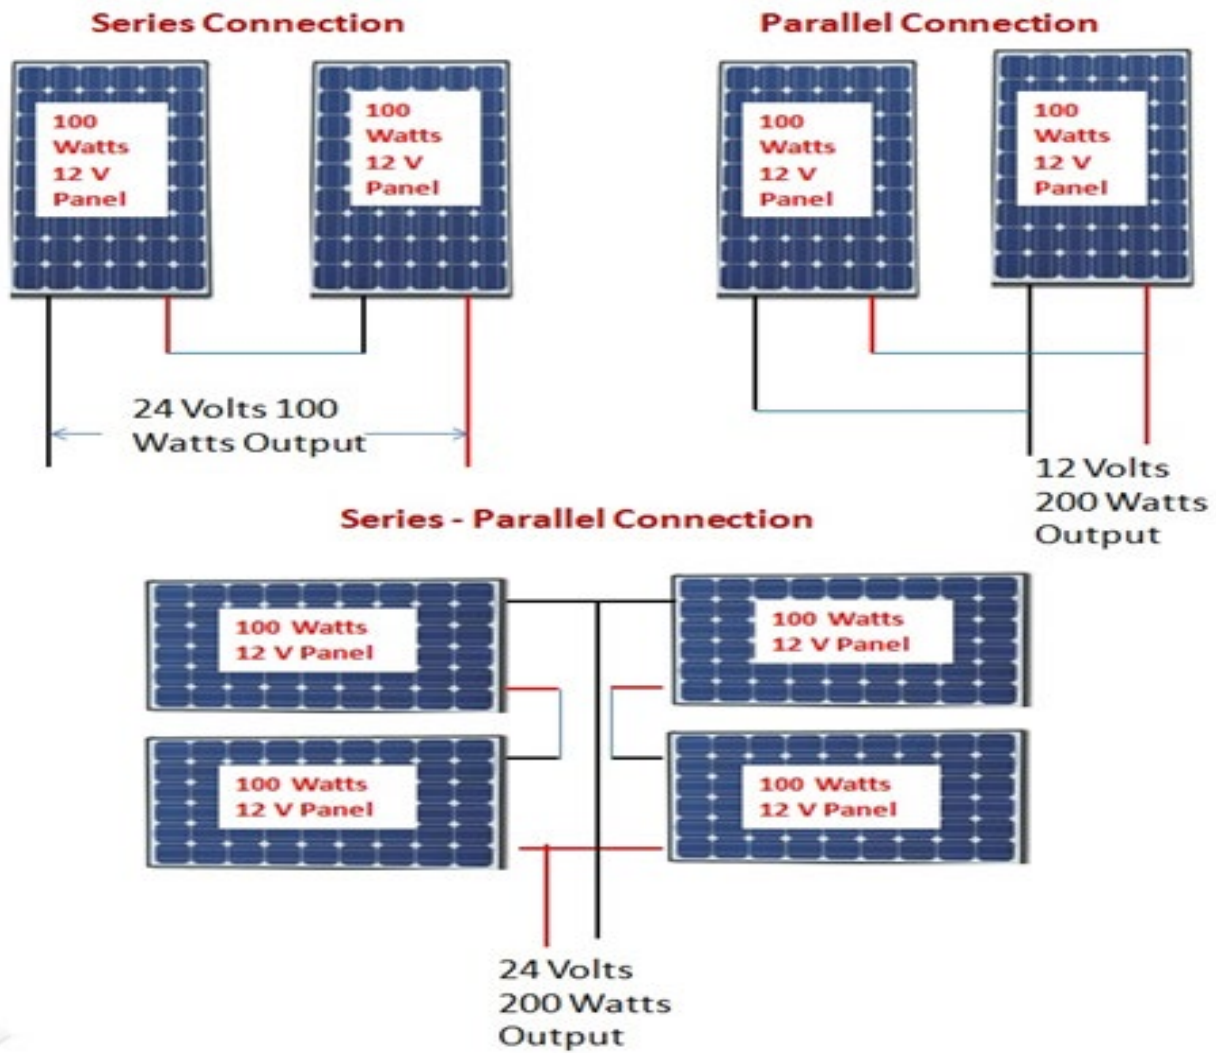 Series Connection
Parallel Connection
100
Watts
12 V
Panel
100
Watts
12 V
Panel
100
Watts
12 V
Panel
100
Watts
12 V
Panel
24 Volts 100
Watts Output
12 Volts
200 Watts
Output
Series - Parallel Connection
100 Watts
12 V Panel
100 Watts
12 V Panel
100 Watts
12 V Panel
100 Watts
12 V Panel
24 Volts
200 Watts
Output